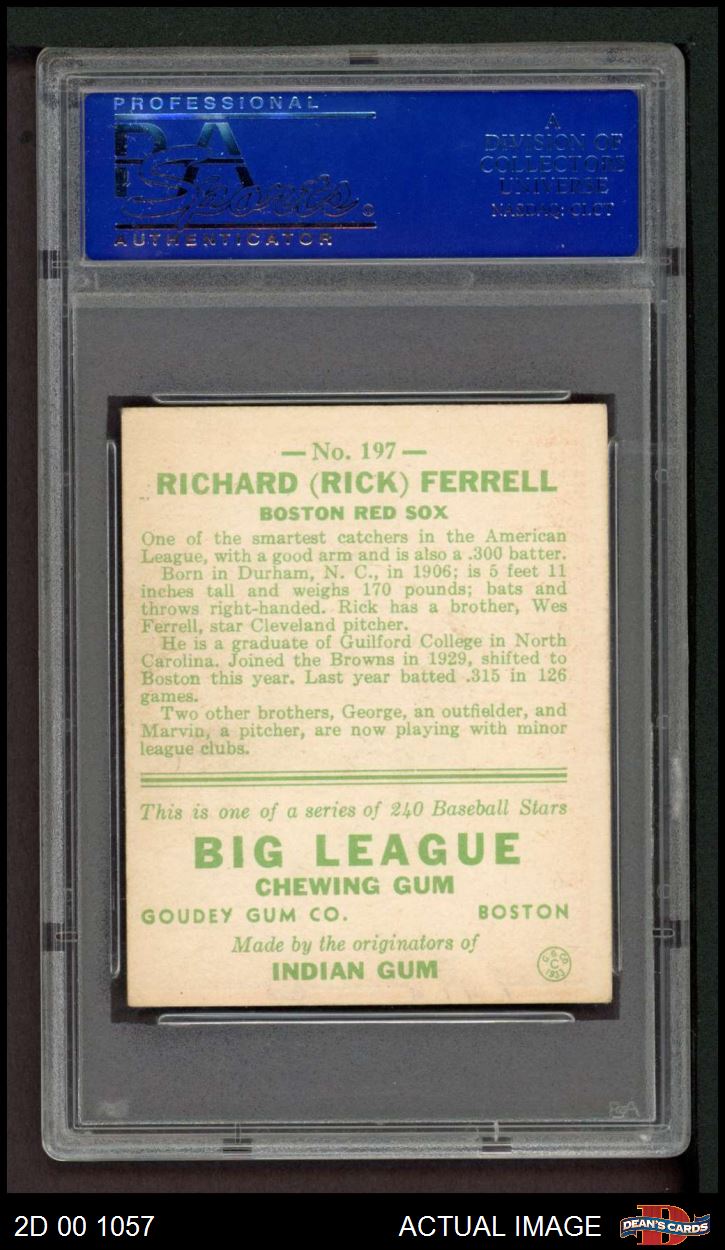 PROFESSIONAL
PSA
Sports
AUTHENTICATOR
A
DIVISION OF
COLLECTORS
UNIVERSE
NASDAQ: CLCT
— No. 197 —
RICHARD (RICK) FERRELL
BOSTON RED SOX
One of the smartest catchers in the American
League, with a good arm and is also a .300 batter.
Born in Durham, N. C., in 1906; is 5 feet 11
inches tall and weighs 170 pounds; bats and
throws right-handed. Rick has a brother, Wes
Ferrell, star Cleveland pitcher.
He is a graduate of Guilford College in North
Carolina. Joined the Browns in 1929, shifted to
Boston this year. Last year batted .315 in 126
games.
Two other brothers, George, an outfielder, and
Marvin, a pitcher, are now playing with minor
league clubs.
This is one of a series of 240 Baseball Stars
BIG LEAGUE
CHEWING GUM
GOUDEY GUM CO. BOSTON
Made by the originators of
INDIAN GUM
G. G. CO.
C
1933
PSA
2D 00 1057
ACTUAL IMAGE
D
DEAN'S CARDS